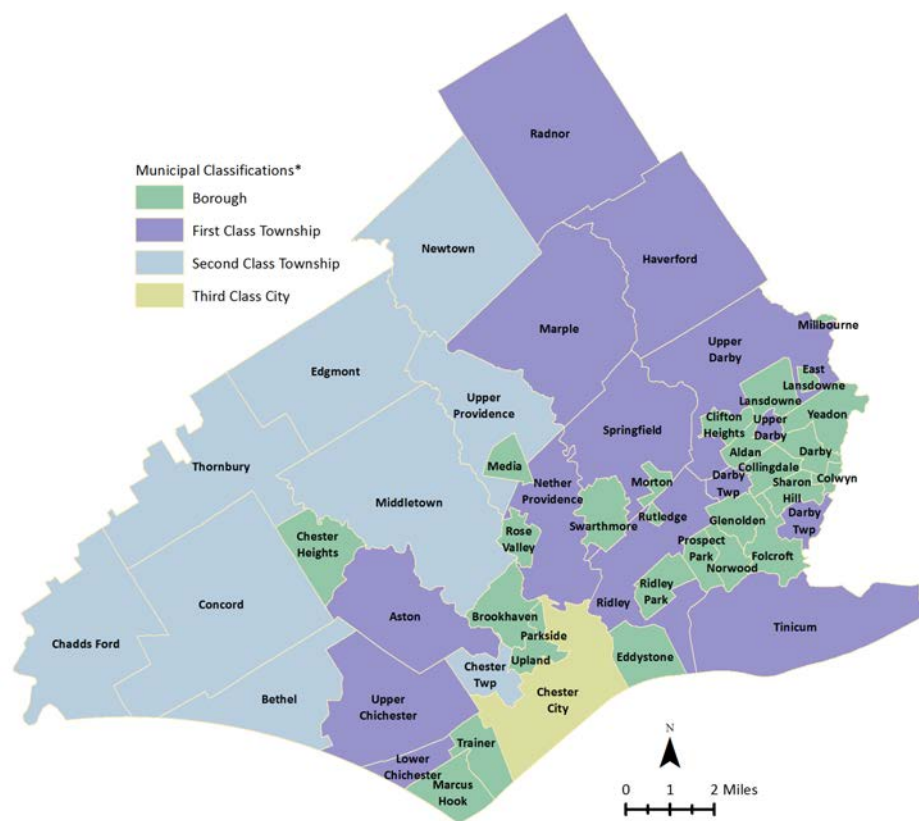 Radnor
Municipal Classifications*
Borough
First Class Township
Second Class Township
Third Class City
Newtown
Haverford
Marple
Millbourne
Upper
Darby
Edgmont
East
Lansdowne
Upper
Providence
Lansdowne
Yeadon
Clifton
Heights
Upper
Darby
Springfield
Aldan
Darby
Thornbury
Media
Collingdale
Nether
Providence
Morton
Darby
Twp
Sharon
Hill
Colwyn
Middletown
Rutledge
Glenolden
Darby
Twp
Swarthmore
Chester
Heights
Rose
Valley
Prospect
Park
Norwood
Folcroft
Ridley
Park
Concord
Aston
Brookhaven
Ridley
Tinicum
Parkside
Chadds Ford
Upland
Eddystone
Chester
Twp
Bethel
Upper
Chichester
Chester
City
Trainer
Lower
Chichester
Marcus
Hook
N
0 1 2 Miles